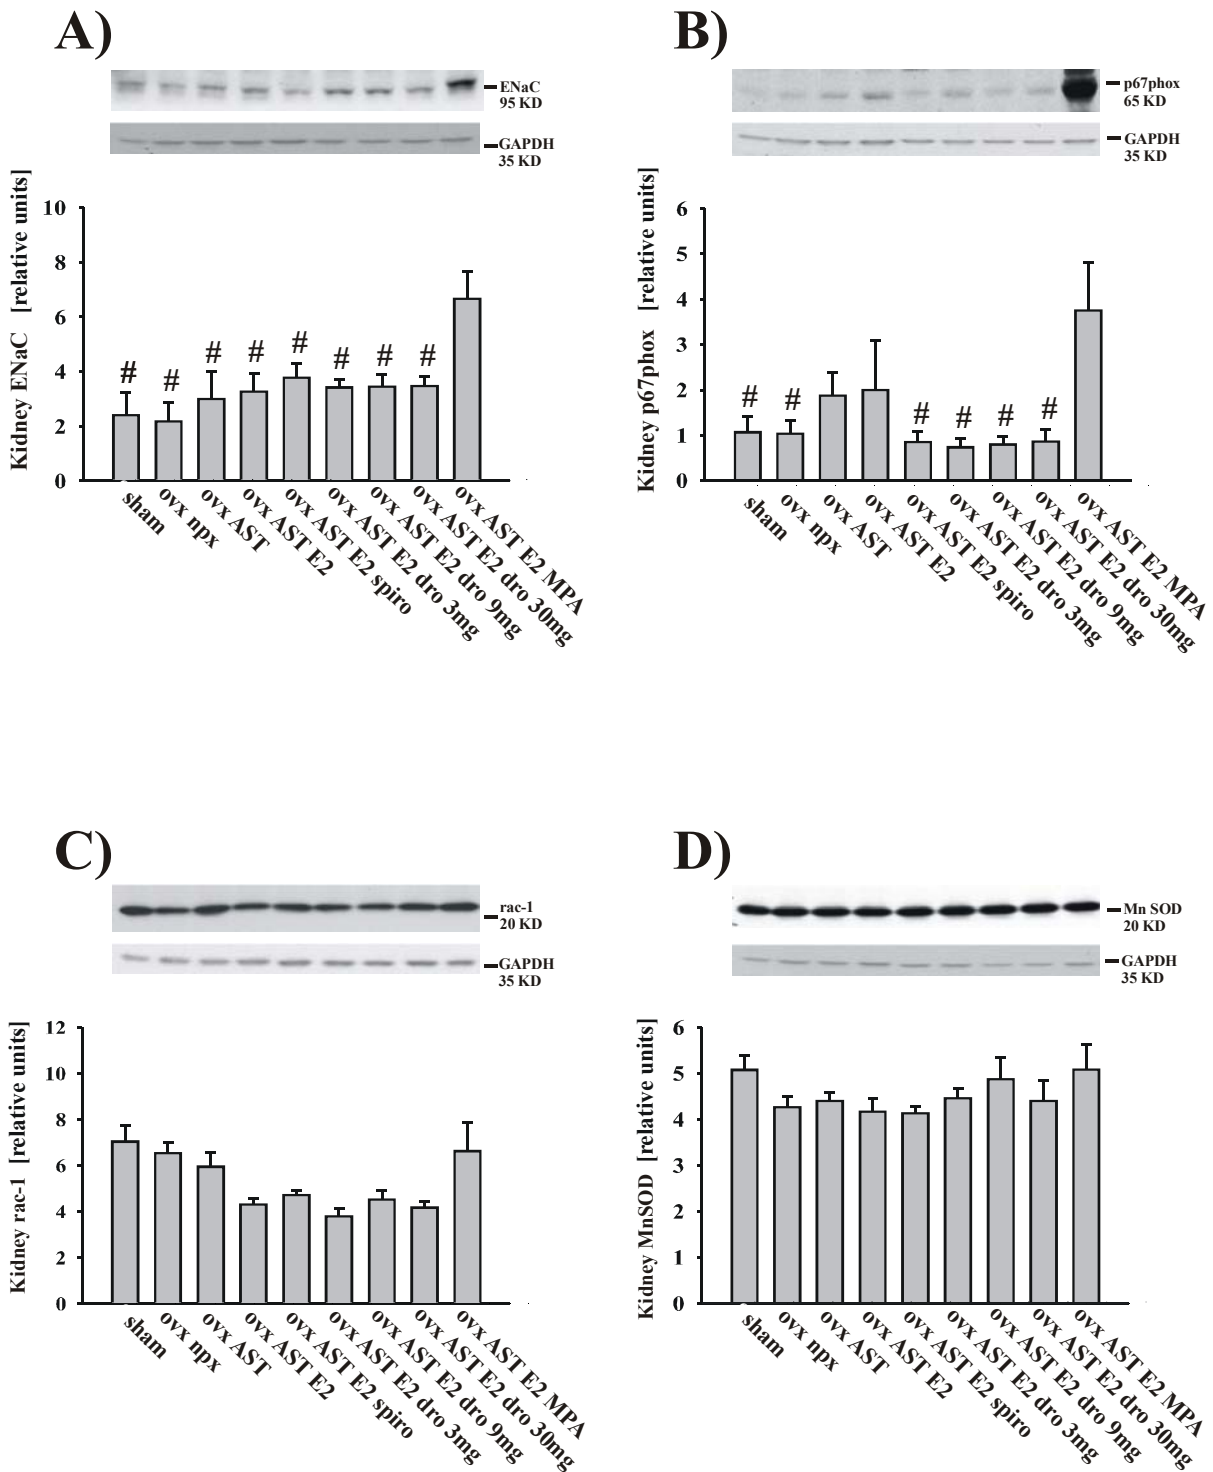 A)
ENaC
95 KD
GAPDH
35 KD
Kidney ENaC [relative units]
10
8
6
4
2
0
# # # # # # # #
sham
ovx npx
ovx AST
ovx AST E2
ovx AST E2 spiro
ovx AST E2 dro 3mg
ovx AST E2 dro 9mg
ovx AST E2 dro 30mg
ovx AST E2 MPA
B)
p67phox
65 KD
GAPDH
35 KD
Kidney p67phox [relative units]
6
5
4
3
2
1
0
# # # # # #
sham
ovx npx
ovx AST
ovx AST E2
ovx AST E2 spiro
ovx AST E2 dro 3mg
ovx AST E2 dro 9mg
ovx AST E2 dro 30mg
ovx AST E2 MPA
C)
rac-1
20 KD
GAPDH
35 KD
Kidney rac-1 [relative units]
12
10
8
6
4
2
0
sham
ovx npx
ovx AST
ovx AST E2
ovx AST E2 spiro
ovx AST E2 dro 3mg
ovx AST E2 dro 9mg
ovx AST E2 dro 30mg
ovx AST E2 MPA
D)
Mn SOD
20 KD
GAPDH
35 KD
Kidney MnSOD [relative units]
6
5
4
3
2
1
0
sham
ovx npx
ovx AST
ovx AST E2
ovx AST E2 spiro
ovx AST E2 dro 3mg
ovx AST E2 dro 9mg
ovx AST E2 dro 30mg
ovx AST E2 MPA